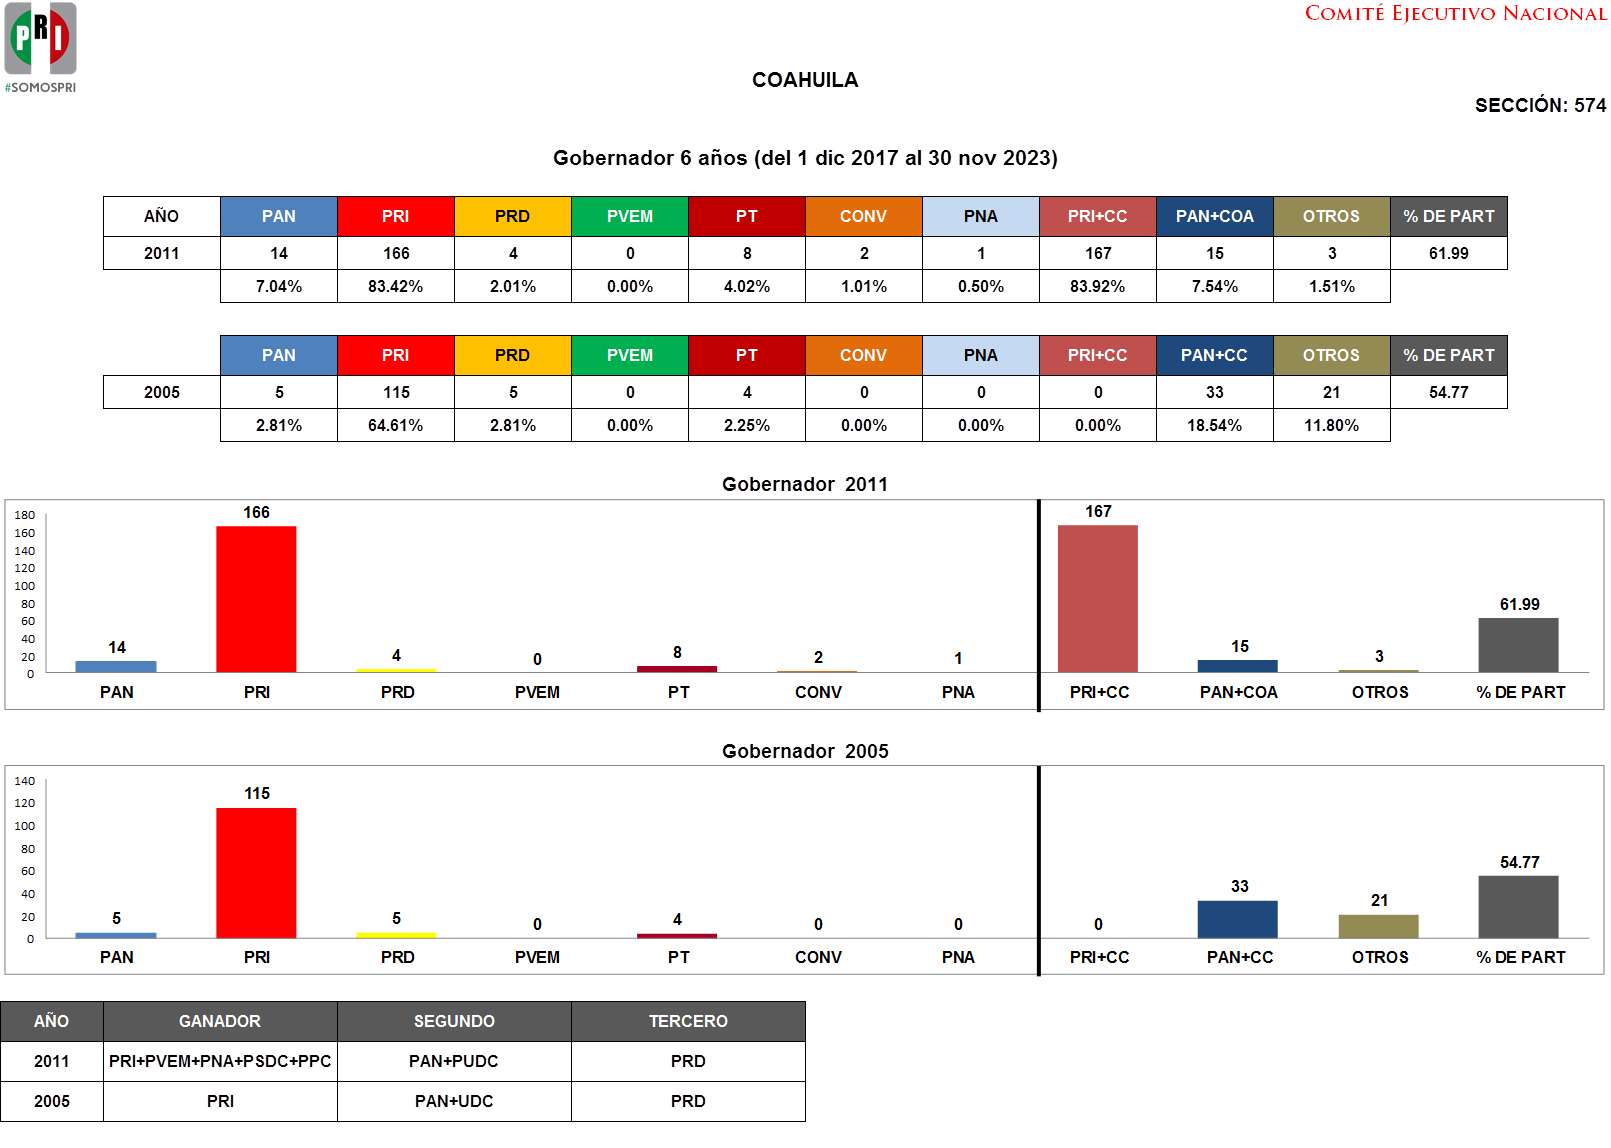 PRI
#SOMOSPRI
COMITÉ EJECUTIVO NACIONAL
COAHUILA
SECCIÓN: 574
Gobernador 6 años (del 1 dic 2017 al 30 nov 2023)
AÑO PAN PRI PRD PVEM PT CONV PNA PRI+CC PAN+COA OTROS % DE PART
2011 14 166 4 0 8 2 1 167 15 3 61.99
7.04% 83.42% 2.01% 0.00% 4.02% 1.01% 0.50% 83.92% 7.54% 1.51%
PAN PRI PRD PVEM PT CONV PNA PRI+CC PAN+CC OTROS % DE PART
2005 5 115 5 0 4 0 0 0 33 21 54.77
2.81% 64.61% 2.81% 0.00% 2.25% 0.00% 0.00% 0.00% 18.54% 11.80%
Gobernador 2011
180
160
140
120
100
80
60
40
20
0
14 166 4 0 8 2 1 167 15 3 61.99
PAN PRI PRD PVEM PT CONV PNA PRI+CC PAN+COA OTROS % DE PART
Gobernador 2005
140
120
100
80
60
40
20
0
5 115 5 0 4 0 0 0 33 21 54.77
PAN PRI PRD PVEM PT CONV PNA PRI+CC PAN+CC OTROS % DE PART
AÑO GANADOR SEGUNDO TERCERO
2011 PRI+PVEM+PNA+PSDC+PPC PAN+PUDC PRD
2005 PRI PAN+UDC PRD